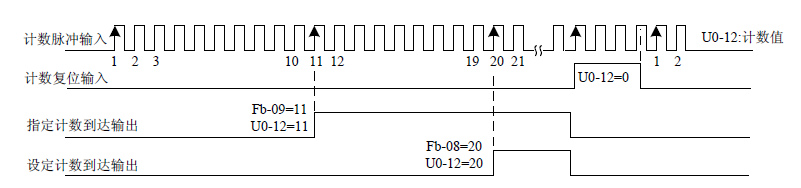 计数脉冲输入
U0-12:计数值
1 2 3 10 11 12 19 20 21 1 2
计数复位输入
U0-12=0
Fb-09=11
指定计数到达输出
U0-12=11
Fb-08=20
设定计数到达输出
U0-12=20